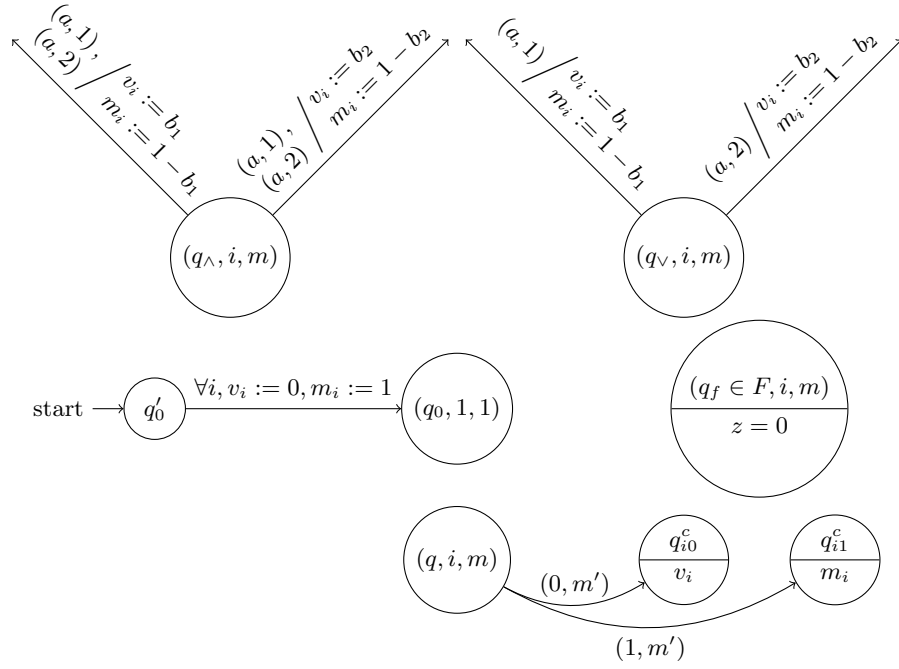 (a, 1),
(a, 2) / v_i := b_1
m_i := 1 − b_1
(a, 1),
(a, 2) / v_i := b_2
m_i := 1 − b_2
(a, 1) / v_i := b_1
m_i := 1 − b_1
(a, 2) / v_i := b_2
m_i := 1 − b_2
(q_∧, i, m)
(q_∨, i, m)
start
q′_0
∀i, v_i := 0, m_i := 1
(q_0, 1, 1)
(q_f ∈ F, i, m)
z = 0
(q, i, m)
(0, m′)
(1, m′)
q^c_{i0}
v_i
q^c_{i1}
m_i